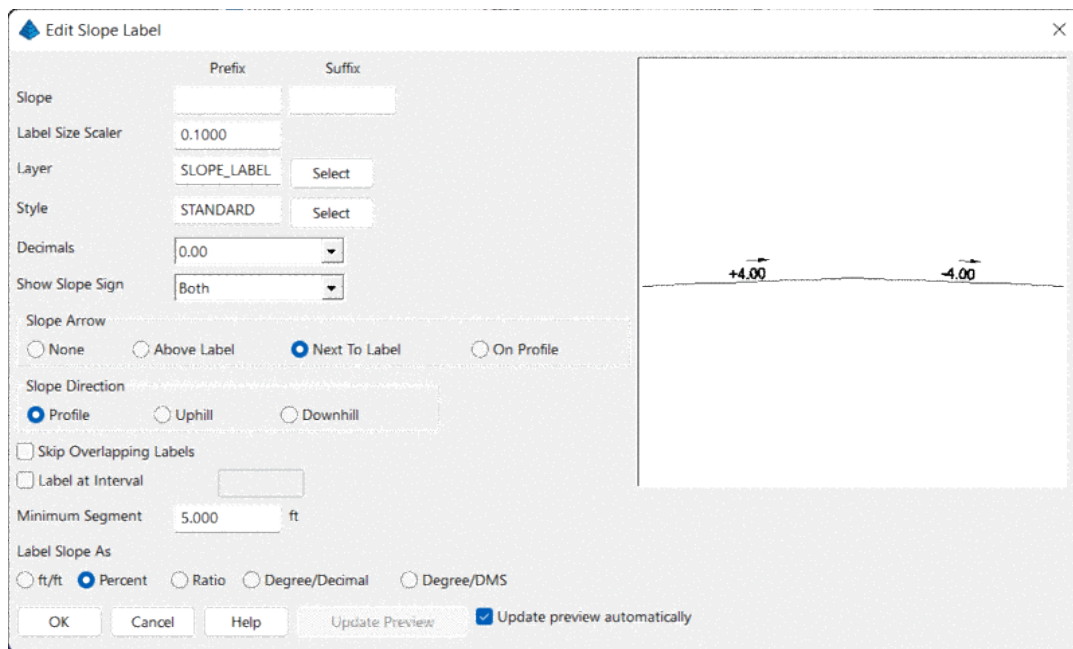 Edit Slope Label
Prefix Suffix
Slope
Label Size Scaler 0.1000
Layer SLOPE_LABEL Select
Style STANDARD Select
Decimals 0.00
Show Slope Sign Both
Slope Arrow
None Above Label Next To Label On Profile
Slope Direction
Profile Uphill Downhill
Skip Overlapping Labels
Label at Interval
Minimum Segment 5.000 ft
Label Slope As
ft/ft Percent Ratio Degree/Decimal Degree/DMS
OK Cancel Help Update Preview Update preview automatically
+4.00 -4.00